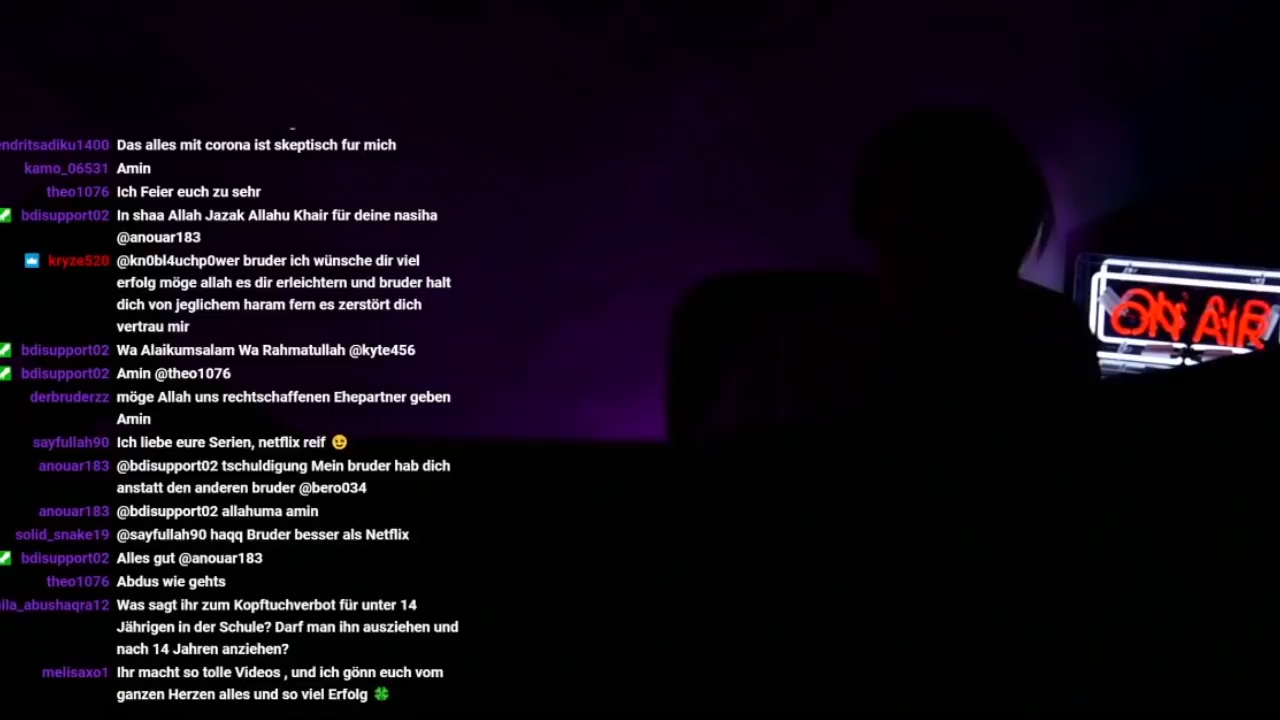 endritsadiku1400 Das alles mit corona ist skeptisch fur mich
kamo_06531 Amin
theo1076 Ich Feier euch zu sehr
bdisupport02 In shaa Allah Jazak Allahu Khair für deine nasiha
@anouar183
kryze520 @kn0bl4uchp0wer bruder ich wünsche dir viel
erfolg möge allah es dir erleichtern und bruder halt
dich von jeglichem haram fern es zerstört dich
vertrau mir
bdisupport02 Wa Alaikumsalam Wa Rahmatullah @kyte456
bdisupport02 Amin @theo1076
derbruderzz möge Allah uns rechtschaffenen Ehepartner geben
Amin
sayfullah90 Ich liebe eure Serien, netflix reif 😉
anouar183 @bdisupport02 tschuldigung Mein bruder hab dich
anstatt den anderen bruder @bero034
anouar183 @bdisupport02 allahuma amin
solid_snake19 @sayfullah90 haqq Bruder besser als Netflix
bdisupport02 Alles gut @anouar183
theo1076 Abdus wie gehts
ila_abushaqra12 Was sagt ihr zum Kopftuchverbot für unter 14
Jährigen in der Schule? Darf man ihn ausziehen und
nach 14 Jahren anziehen?
melisaxo1 Ihr macht so tolle Videos , und ich gönn euch vom
ganzen Herzen alles und so viel Erfolg 🍀
ON AIR